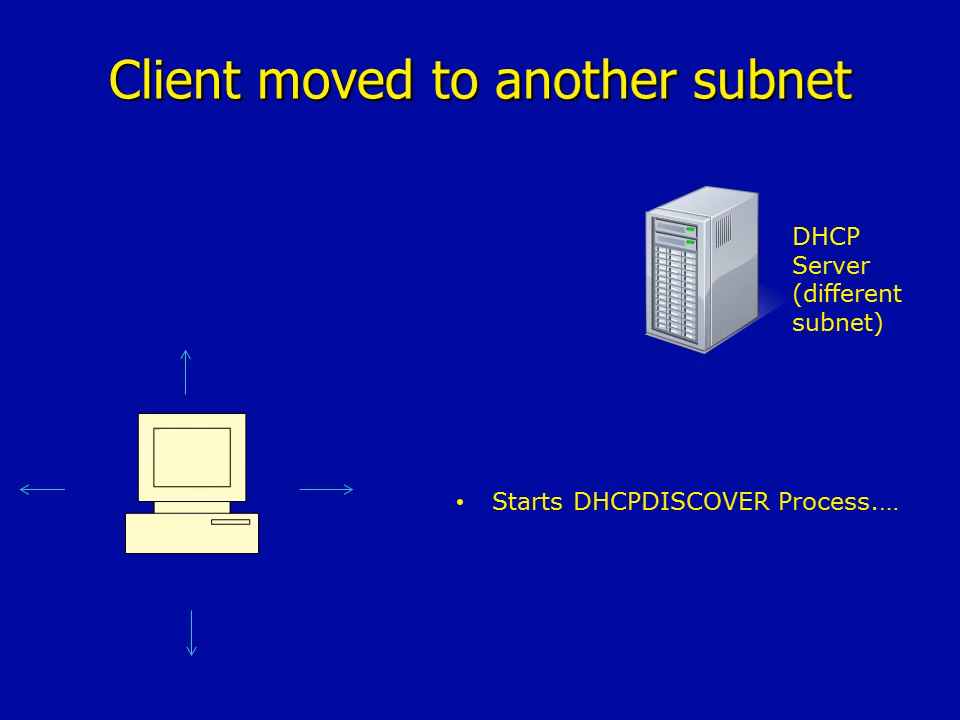 Client moved to another subnet
DHCP
Server
(different
subnet)
• Starts DHCPDISCOVER Process.…